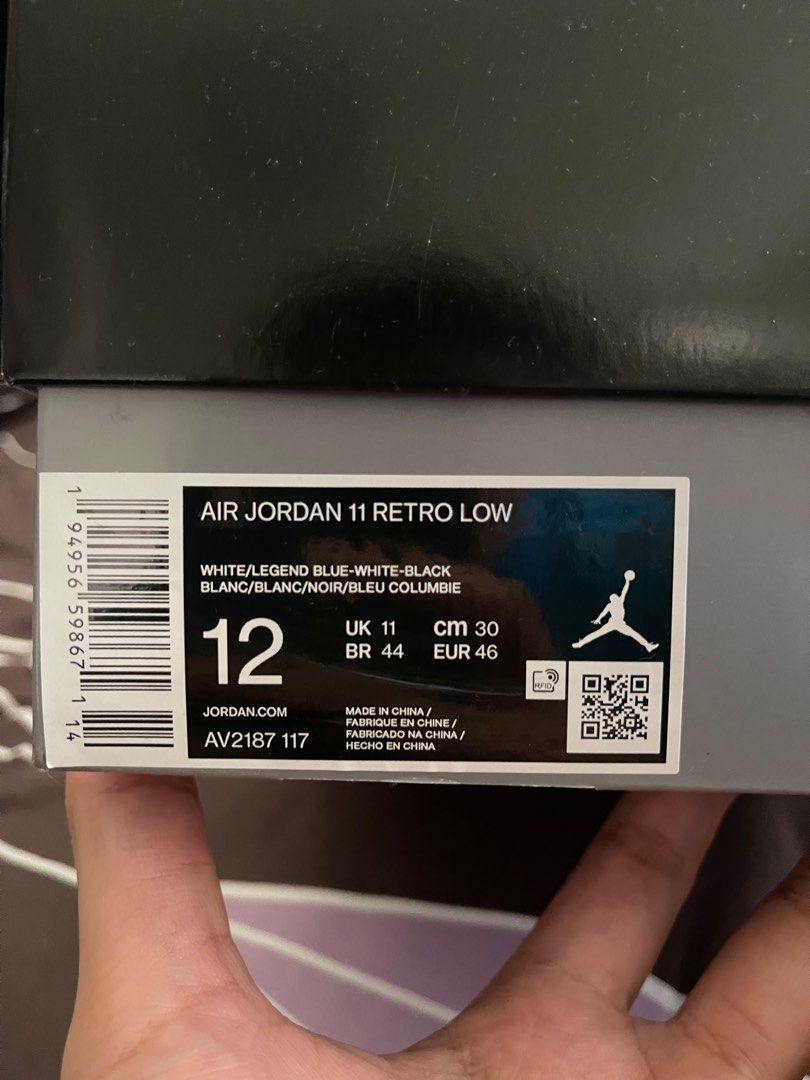 AIR JORDAN 11 RETRO LOW
WHITE/LEGEND BLUE-WHITE-BLACK
BLANC/BLANC/NOIR/BLEU COLUMBIE
12
UK 11 cm 30
BR 44 EUR 46
RFID
JORDAN.COM
AV2187 117
MADE IN CHINA /
FABRIQUE EN CHINE /
FABRICADO NA CHINA /
HECHO EN CHINA
1 94956 59867 1 14